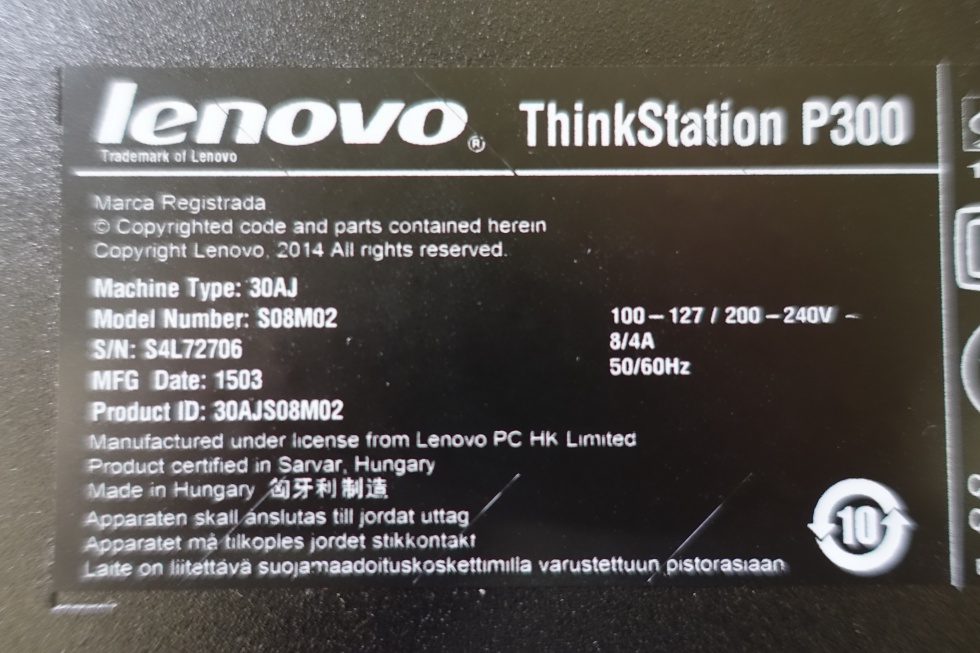 lenovo®
ThinkStation P300
Trademark of Lenovo
Marca Registrada
© Copyrighted code and parts contained herein
Copyright Lenovo, 2014 All rights reserved.
Machine Type: 30AJ
Model Number: S08M02
S/N: S4L72706
MFG Date: 1503
Product ID: 30AJS08M02
100 – 127 / 200 – 240V ~
8/4A
50/60Hz
Manufactured under license from Lenovo PC HK Limited
Product certified in Sarvar, Hungary
Made in Hungary 匈牙利制造
Apparaten skall anslutas till jordat uttag
Apparatet må tilkoples jordet stikkontakt
Laite on liitettävä suojamaadoituskoskettimilla varustettuun pistorasiaan
10